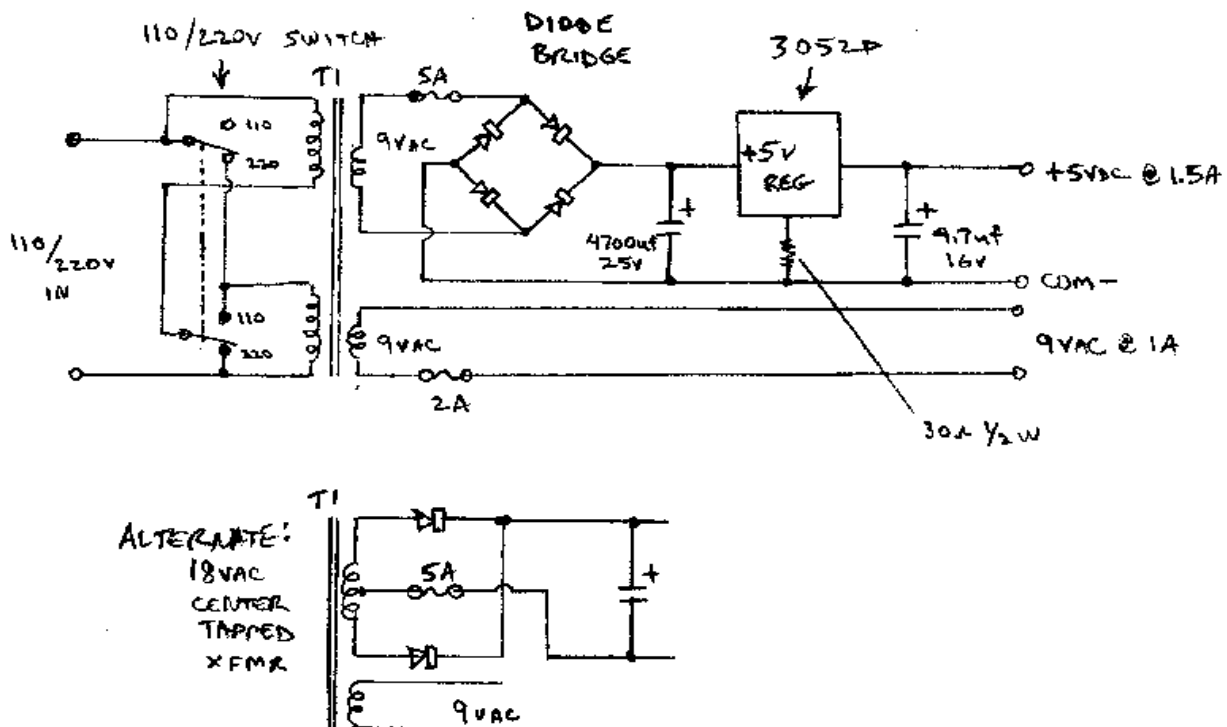 110/220V SWITCH
DIODE
BRIDGE
3052P
T1
5A
110
220
9VAC
+5V
REG
+
+
+5VDC @ 1.5A
4700uf
25V
4.7uf
16V
110/
220V
IN
COM-
110
220
9VAC
9VAC @ 1A
2A
30Ω 1/2 W
T1
ALTERNATE:
18VAC
CENTER
TAPPED
XFMR
5A
+
9VAC